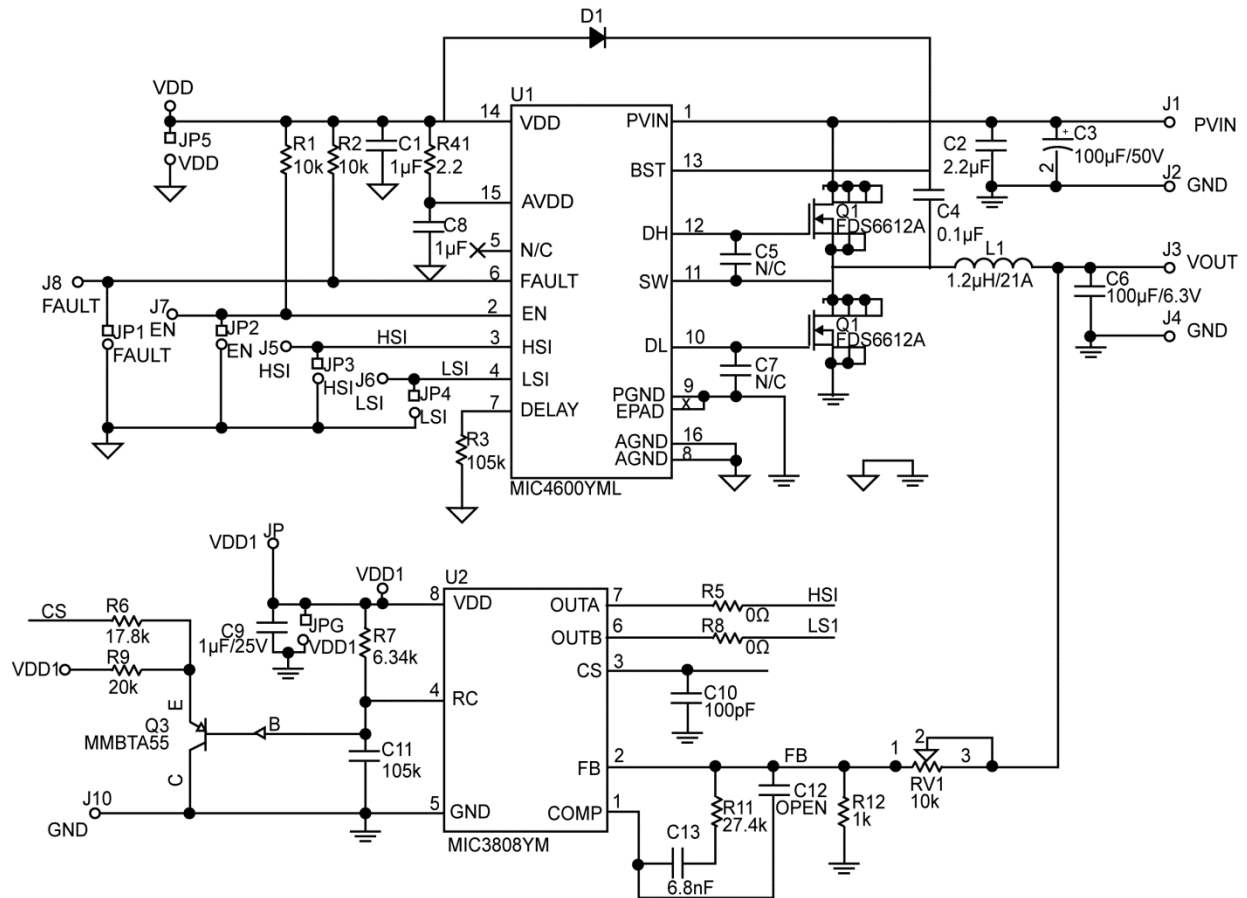 D1
VDD
JP5
VDD
R1
10k
R2
10k
C1
1µF
R41
2.2
C8
1µF
U1
14
VDD
15
AVDD
5
N/C
6
FAULT
2
EN
3
HSI
4
LSI
7
DELAY
PVIN
1
BST
13
DH
12
SW
11
DL
10
PGND
9
EPAD
X
AGND
16
AGND
8
MIC4600YML
J8
FAULT
J7
EN
JP1
FAULT
JP2
EN
J5
HSI
HSI
JP3
HSI
J6
LSI
LSI
JP4
LSI
R3
105k
C5
N/C
C7
N/C
Q1
FDS6612A
Q1
FDS6612A
C2
2.2µF
+
C3
100µF/50V
2
C4
0.1µF
L1
1.2µH/21A
C6
100µF/6.3V
J1
PVIN
J2
GND
J3
VOUT
J4
GND
JP
VDD1
VDD1
C9
1µF/25V
JPG
VDD1
R7
6.34k
CS
R6
17.8k
VDD1
R9
20k
E
Q3
MMBTA55
B
C
C11
105k
J10
GND
U2
8
VDD
4
RC
5
GND
OUTA
7
OUTB
6
CS
3
FB
2
COMP
1
MIC3808YM
R5
0Ω
HSI
R8
0Ω
LS1
C10
100pF
FB
R11
27.4k
C12
OPEN
C13
6.8nF
R12
1k
1
2
3
RV1
10k